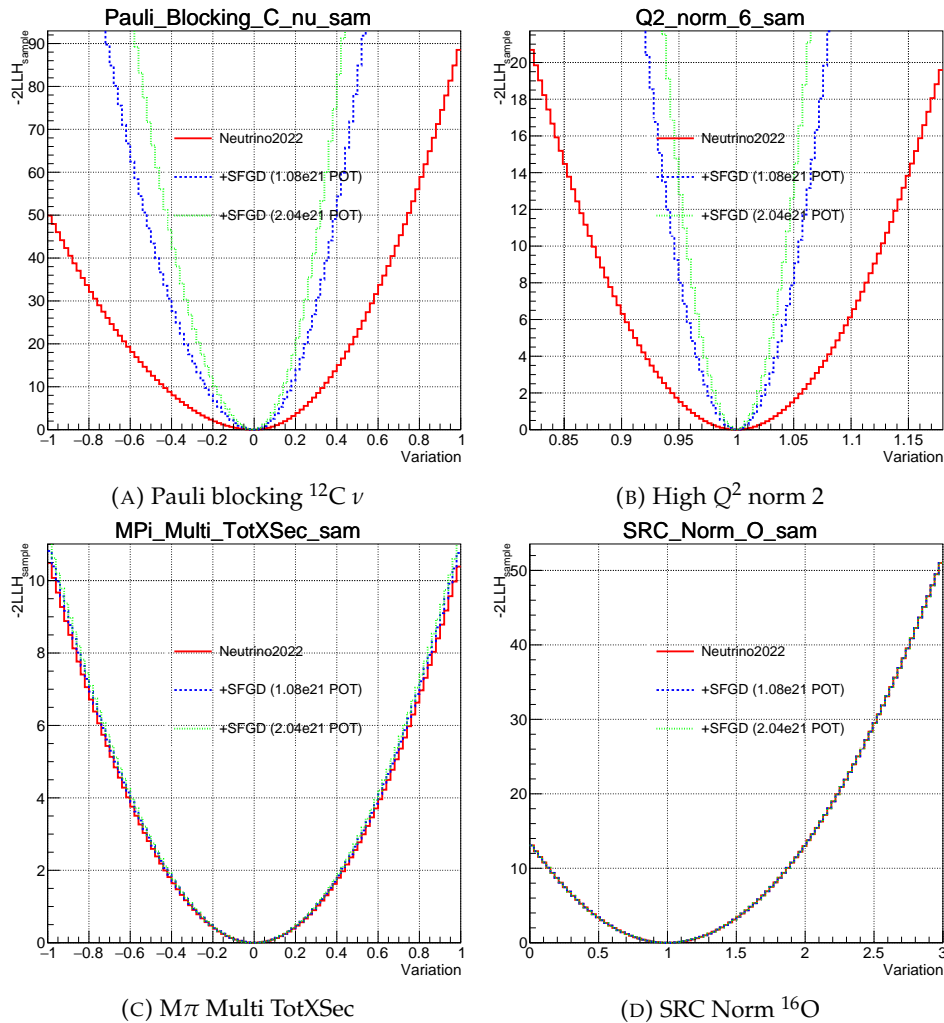 Pauli_Blocking_C_nu_sam
-2LLH_sample
90
80
70
60
50
40
30
20
10
0
Neutrino2022
+SFGD (1.08e21 POT)
+SFGD (2.04e21 POT)
−1 −0.8 −0.6 −0.4 −0.2 0 0.2 0.4 0.6 0.8 1
Variation
(A) Pauli blocking ¹²C ν
Q2_norm_6_sam
-2LLH_sample
20
18
16
14
12
10
8
6
4
2
0
Neutrino2022
+SFGD (1.08e21 POT)
+SFGD (2.04e21 POT)
0.85 0.9 0.95 1 1.05 1.1 1.15
Variation
(B) High Q² norm 2
MPi_Multi_TotXSec_sam
-2LLH_sample
10
8
6
4
2
0
Neutrino2022
+SFGD (1.08e21 POT)
+SFGD (2.04e21 POT)
−1 −0.8 −0.6 −0.4 −0.2 0 0.2 0.4 0.6 0.8 1
Variation
(C) Mπ Multi TotXSec
SRC_Norm_O_sam
-2LLH_sample
50
40
30
20
10
0
Neutrino2022
+SFGD (1.08e21 POT)
+SFGD (2.04e21 POT)
0 0.5 1 1.5 2 2.5 3
Variation
(D) SRC Norm ¹⁶O